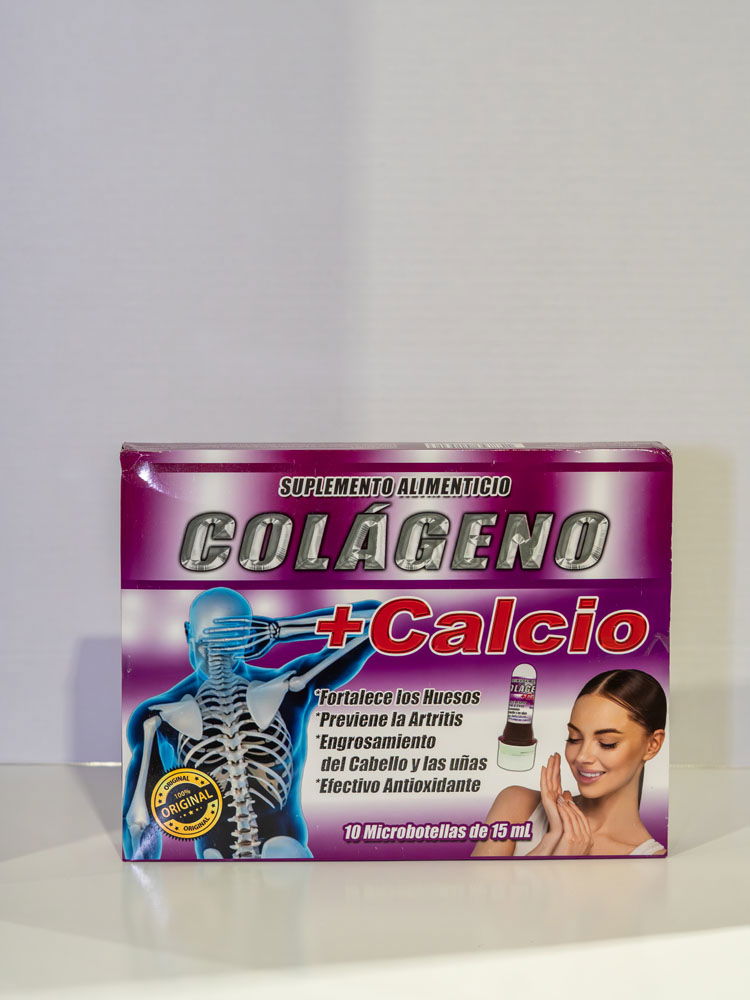 SUPLEMENTO ALIMENTICIO
COLÁGENO
+Calcio
*Fortalece los Huesos
*Previene la Artritis
*Engrosamiento
del Cabello y las uñas
*Efectivo Antioxidante
ORIGINAL
100%
ORIGINAL
ORIGINAL
10 Microbotellas de 15 mL